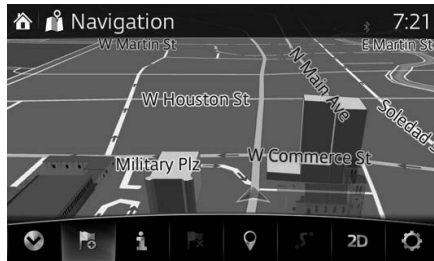 Navigation 7:21
W Martin St
E Martin St
N Main Ave
W Houston St
Soledad S
Military Plz
W Commerce St
2D